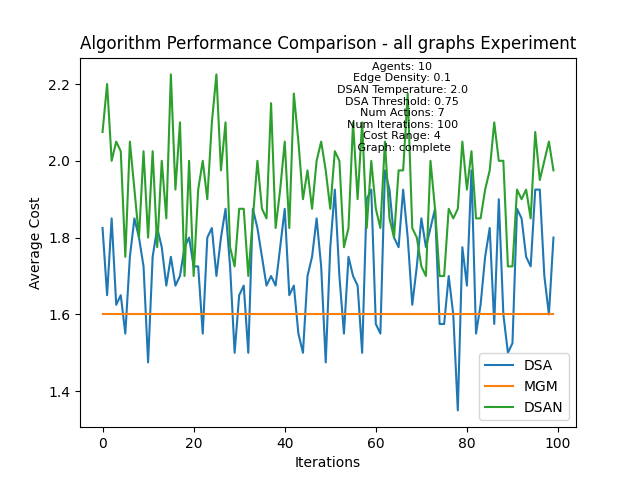 Algorithm Performance Comparison - all graphs Experiment
Agents: 10
Edge Density: 0.1
DSAN Temperature: 2.0
DSA Threshold: 0.75
Num Actions: 7
Num Iterations: 100
Cost Range: 4
Graph: complete
2.2
2.0
1.8
1.6
1.4
Average Cost
DSA
MGM
DSAN
0
20
40
60
80
100
Iterations